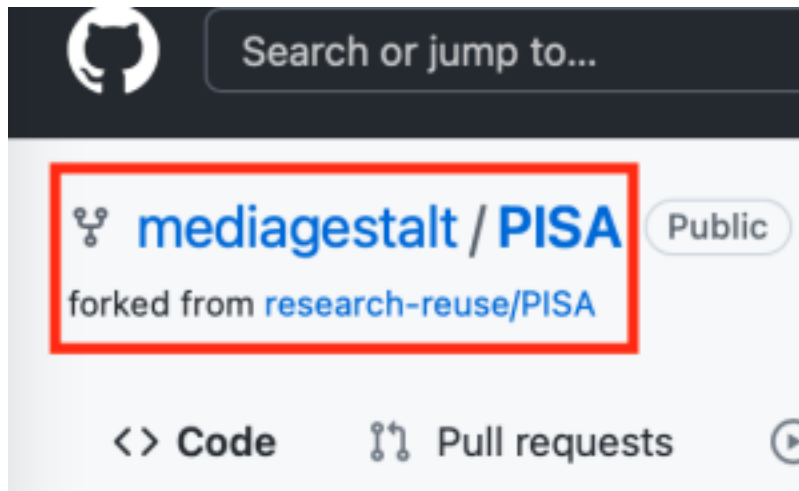 Search or jump to...
mediagestalt / PISA Public
forked from research-reuse/PISA
<> Code Pull requests